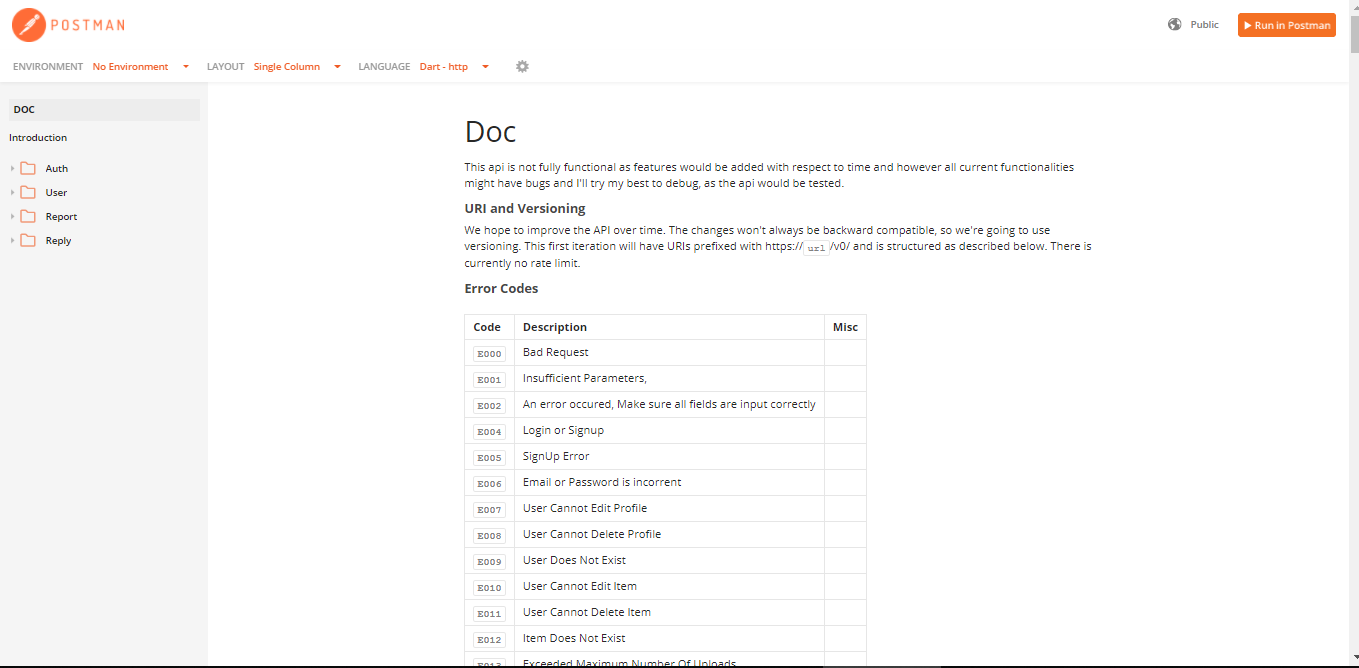 POSTMAN
Public
Run in Postman
ENVIRONMENT No Environment LAYOUT Single Column LANGUAGE Dart - http
DOC
Introduction
Auth
User
Report
Reply
Doc
This api is not fully functional as features would be added with respect to time and however all current functionalities
might have bugs and I'll try my best to debug, as the api would be tested.
URI and Versioning
We hope to improve the API over time. The changes won't always be backward compatible, so we're going to use
versioning. This first iteration will have URIs prefixed with https:// url /v0/ and is structured as described below. There is
currently no rate limit.
Error Codes
Code Description Misc
E000 Bad Request
E001 Insufficient Parameters,
E002 An error occured, Make sure all fields are input correctly
E004 Login or Signup
E005 SignUp Error
E006 Email or Password is incorrent
E007 User Cannot Edit Profile
E008 User Cannot Delete Profile
E009 User Does Not Exist
E010 User Cannot Edit Item
E011 User Cannot Delete Item
E012 Item Does Not Exist
E013 Exceeded Maximum Number Of Uploads